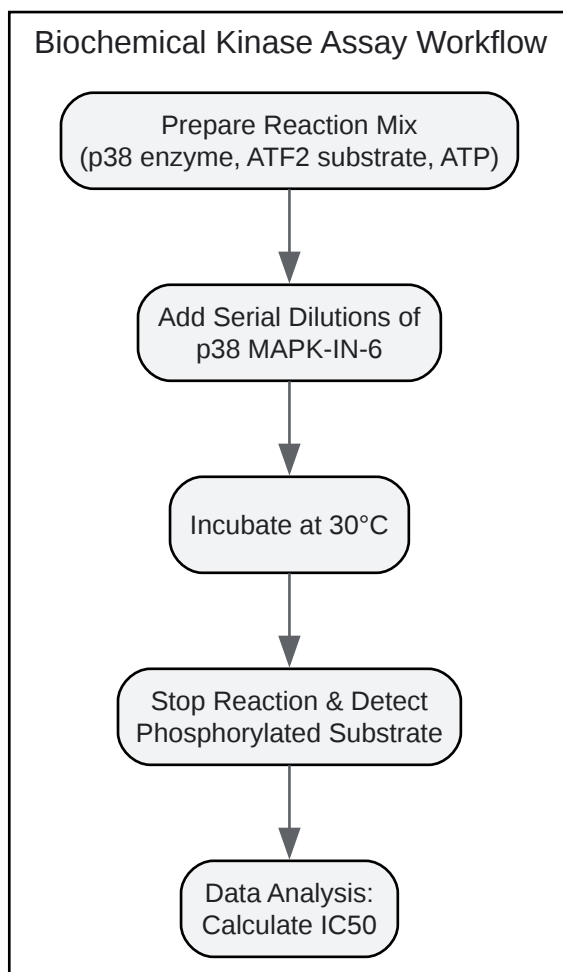 Biochemical Kinase Assay Workflow
Prepare Reaction Mix
(p38 enzyme, ATF2 substrate, ATP)
Add Serial Dilutions of
p38 MAPK-IN-6
Incubate at 30°C
Stop Reaction & Detect
Phosphorylated Substrate
Data Analysis:
Calculate IC50